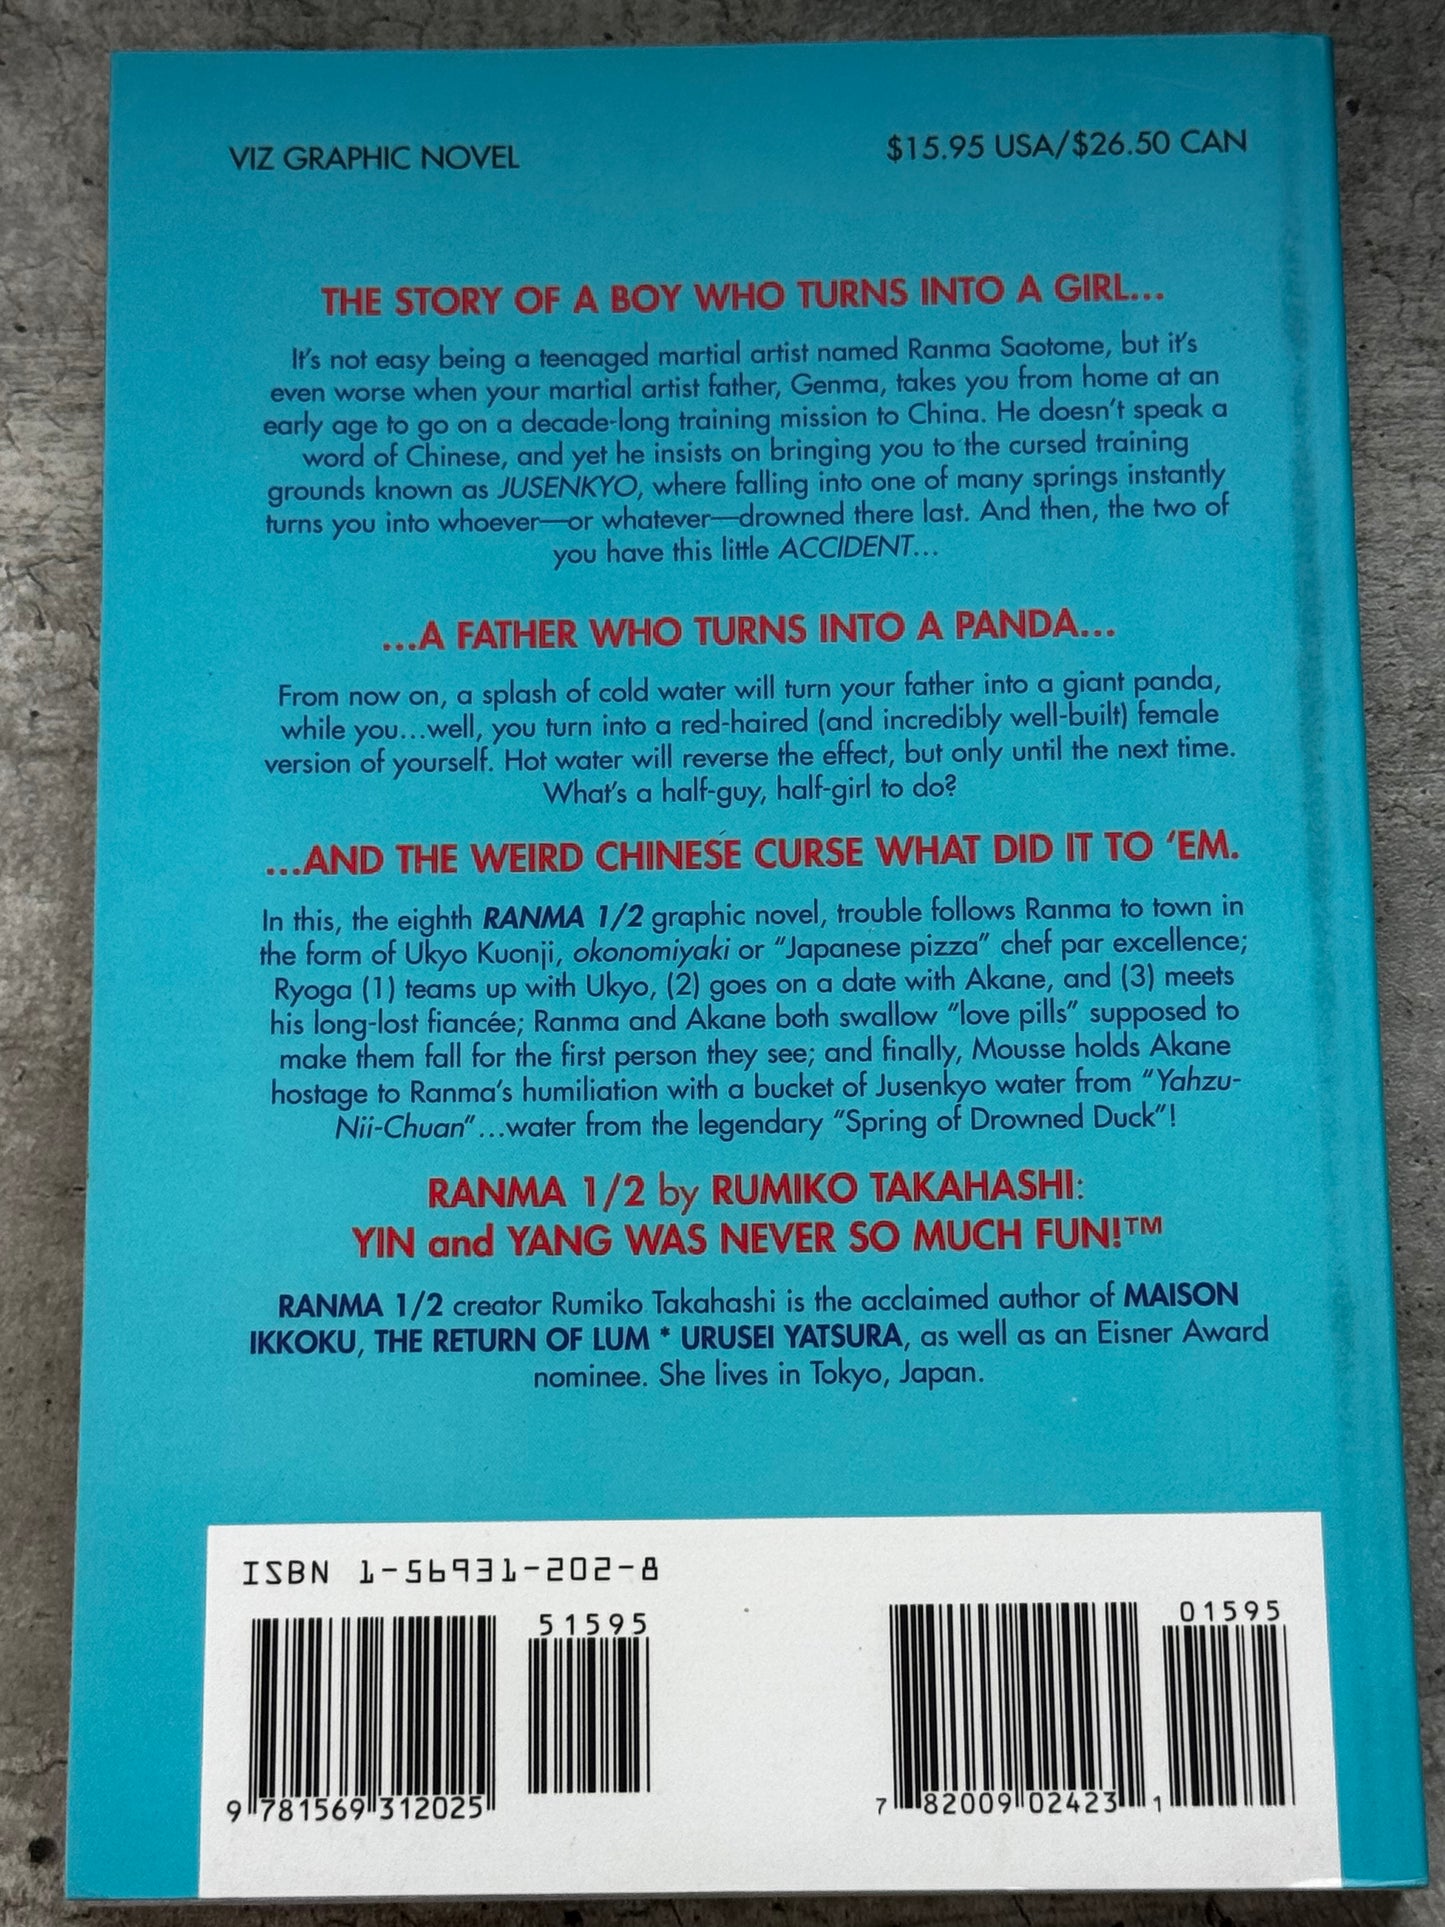 VIZ GRAPHIC NOVEL
$15.95 USA/$26.50 CAN
THE STORY OF A BOY WHO TURNS INTO A GIRL...
It's not easy being a teenaged martial artist named Ranma Saotome, but it's
even worse when your martial artist father, Genma, takes you from home at an
early age to go on a decade-long training mission to China. He doesn't speak a
word of Chinese, and yet he insists on bringing you to the cursed training
grounds known as JUSENKYO, where falling into one of many springs instantly
turns you into whoever—or whatever—drowned there last. And then, the two of
you have this little ACCIDENT...
...A FATHER WHO TURNS INTO A PANDA...
From now on, a splash of cold water will turn your father into a giant panda,
while you...well, you turn into a red-haired (and incredibly well-built) female
version of yourself. Hot water will reverse the effect, but only until the next time.
What's a half-guy, half-girl to do?
...AND THE WEIRD CHINESE CURSE WHAT DID IT TO 'EM.
In this, the eighth RANMA 1/2 graphic novel, trouble follows Ranma to town in
the form of Ukyo Kuonji, okonomiyaki or "Japanese pizza" chef par excellence;
Ryoga (1) teams up with Ukyo, (2) goes on a date with Akane, and (3) meets
his long-lost fiancée; Ranma and Akane both swallow "love pills" supposed to
make them fall for the first person they see; and finally, Mousse holds Akane
hostage to Ranma's humiliation with a bucket of Jusenkyo water from "Yahzu-
Nii-Chuan"...water from the legendary "Spring of Drowned Duck"!
RANMA 1/2 by RUMIKO TAKAHASHI:
YIN and YANG WAS NEVER SO MUCH FUN!™
RANMA 1/2 creator Rumiko Takahashi is the acclaimed author of MAISON
IKKOKU, THE RETURN OF LUM * URUSEI YATSURA, as well as an Eisner Award
nominee. She lives in Tokyo, Japan.
ISBN 1-56931-202-8
51595
9 781569 312025
01595
7 82009 02423 1